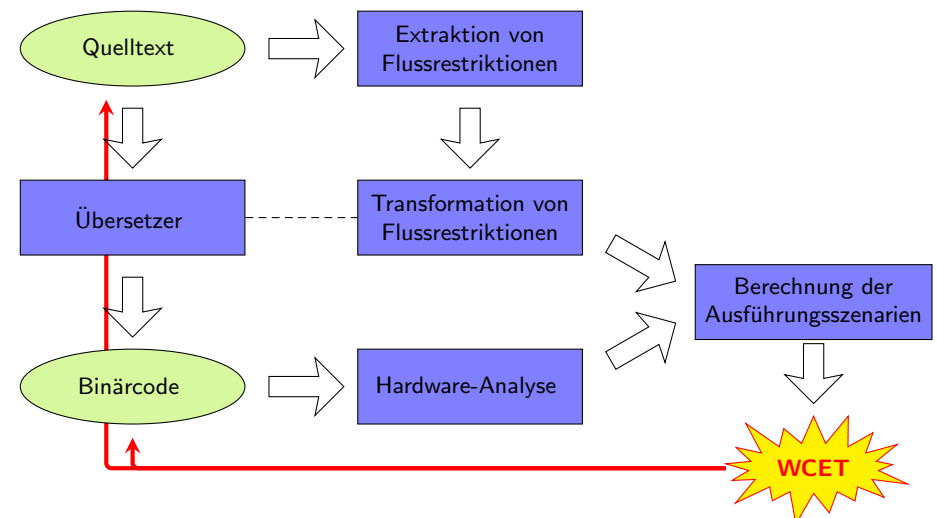 Quelltext
Extraktion von
Flussrestriktionen
Übersetzer
Transformation von
Flussrestriktionen
Berechnung der
Ausführungsszenarien
Binärcode
Hardware-Analyse
WCET